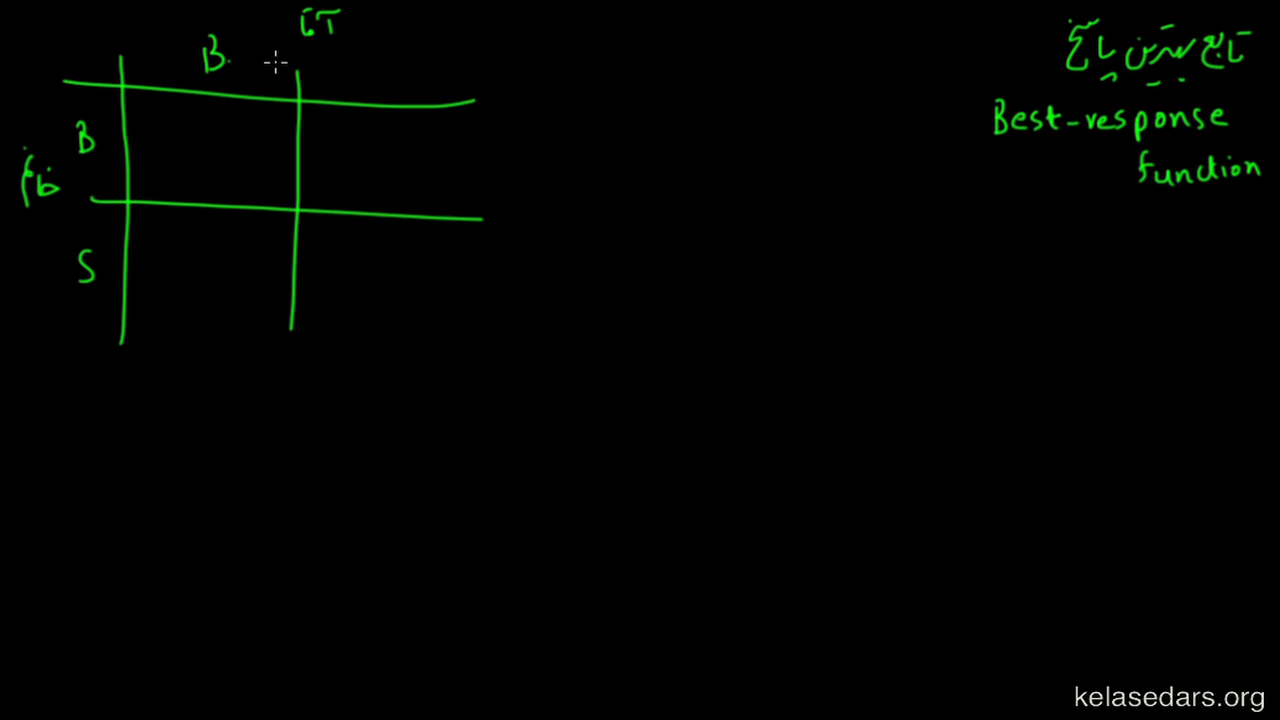 تابع بهترین پاسخ
Best-response
function
آقا
B
خانم
B
S
kelasedars.org